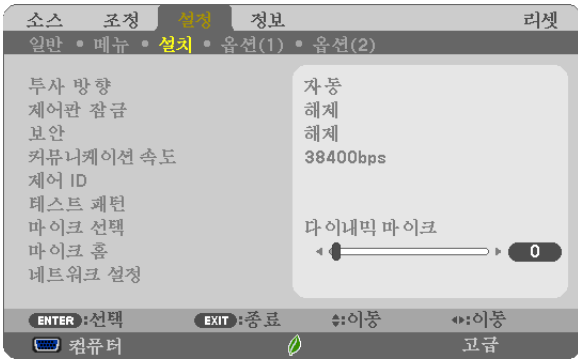 소스 조정 설정 정보 리셋
일반 • 메뉴 • 설치 • 옵션(1) • 옵션(2)
투사 방향 자동
제어판 잠금 해제
보안 해제
커뮤니케이션 속도 38400bps
제어 ID
테스트 패턴
마이크 선택 다이내믹 마이크
마이크 홈 0
네트워크 설정
ENTER :선택 EXIT :종료 :이동 :이동
컴퓨터 고급